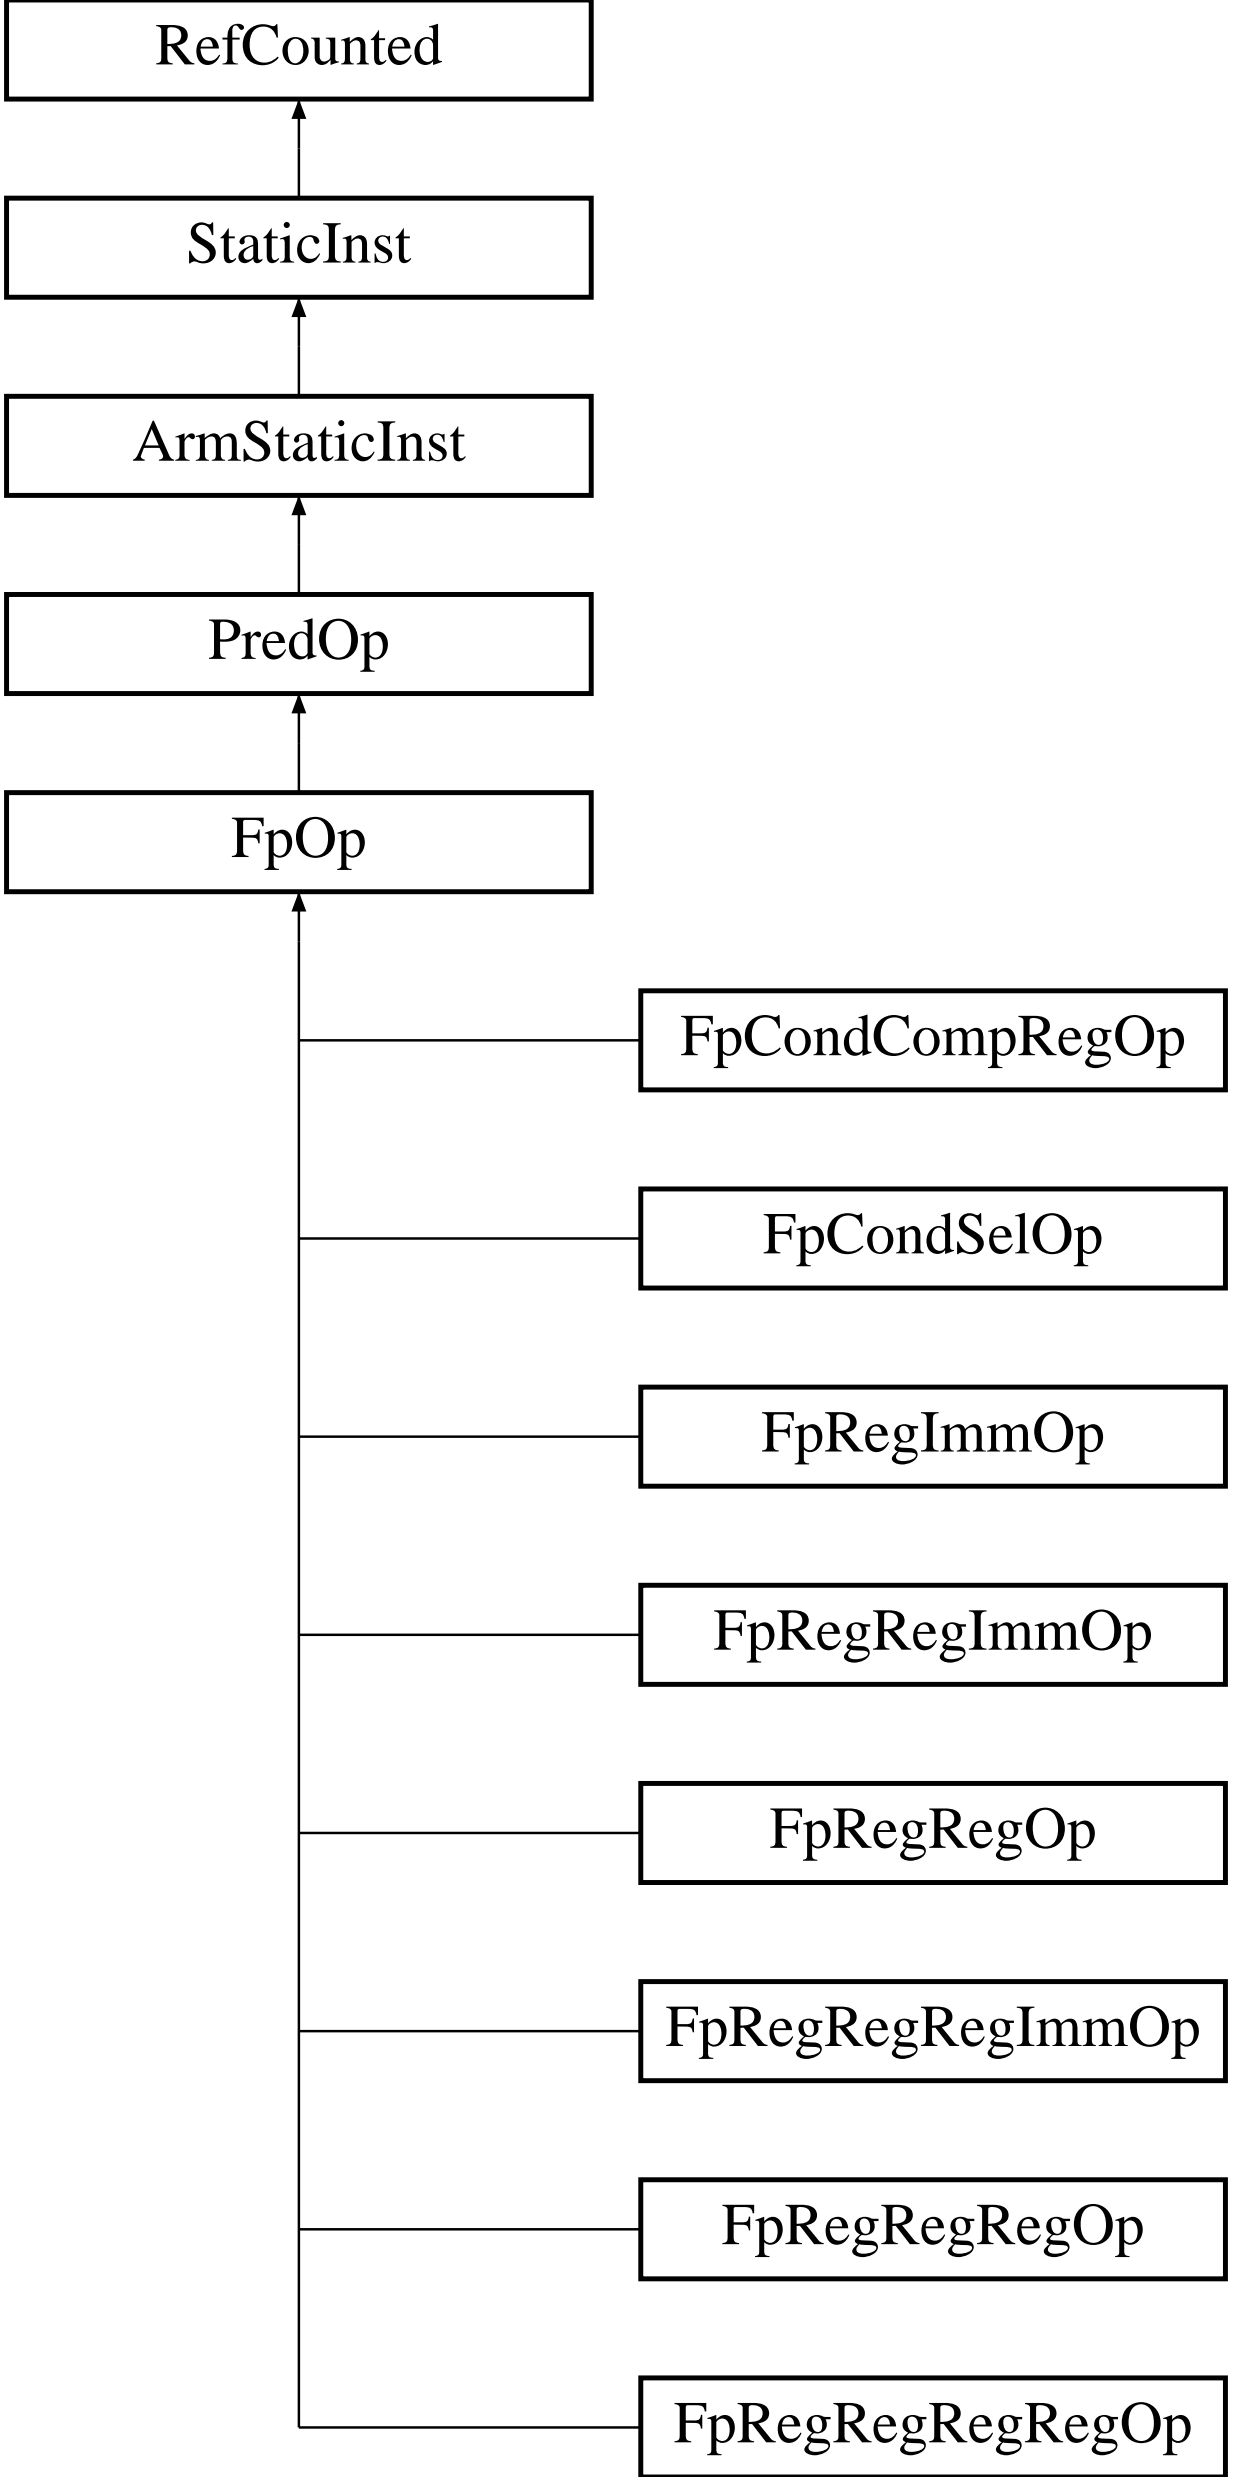 RefCounted
StaticInst
ArmStaticInst
PredOp
FpOp
FpCondCompRegOp
FpCondSelOp
FpRegImmOp
FpRegRegImmOp
FpRegRegOp
FpRegRegRegImmOp
FpRegRegRegOp
FpRegRegRegRegOp